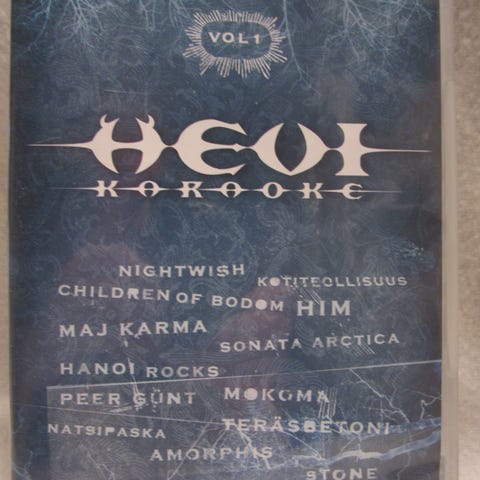 VOL 1
HEVI
KARAOKE
NIGHTWISH
KOTITEOLLISUUS
CHILDREN OF BODOM HIM
MAJ KARMA
SONATA ARCTICA
HANOI ROCKS
PEER GÜNT MOKOMA
NATSIPASKA TERÄSBETONI
AMORPHIS
STONE